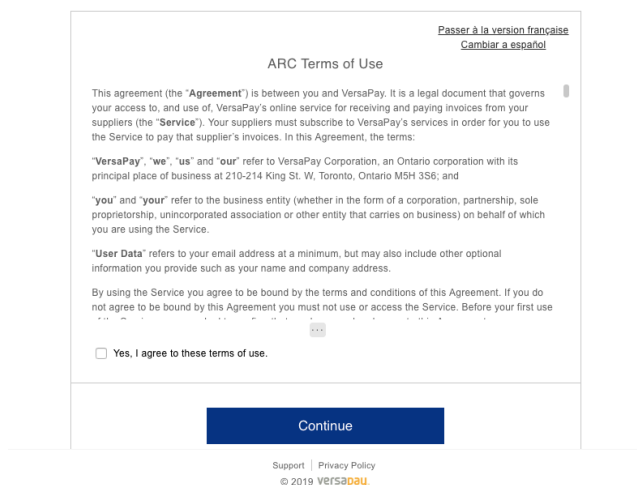 Passer à la version française
Cambiar a español
ARC Terms of Use
This agreement (the “Agreement”) is between you and VersaPay. It is a legal document that governs
your access to, and use of, VersaPay’s online service for receiving and paying invoices from your
suppliers (the “Service”). Your suppliers must subscribe to VersaPay’s services in order for you to use
the Service to pay that supplier’s invoices. In this Agreement, the terms:
“VersaPay”, “we”, “us” and “our” refer to VersaPay Corporation, an Ontario corporation with its
principal place of business at 210-214 King St. W, Toronto, Ontario M5H 3S6; and
“you” and “your” refer to the business entity (whether in the form of a corporation, partnership, sole
proprietorship, unincorporated association or other entity that carries on business) on behalf of which
you are using the Service.
“User Data” refers to your email address at a minimum, but may also include other optional
information you provide such as your name and company address.
By using the Service you agree to be bound by the terms and conditions of this Agreement. If you do
not agree to be bound by this Agreement you must not use or access the Service. Before your first use
...
Yes, I agree to these terms of use.
Continue
Support | Privacy Policy
© 2019 versapay.